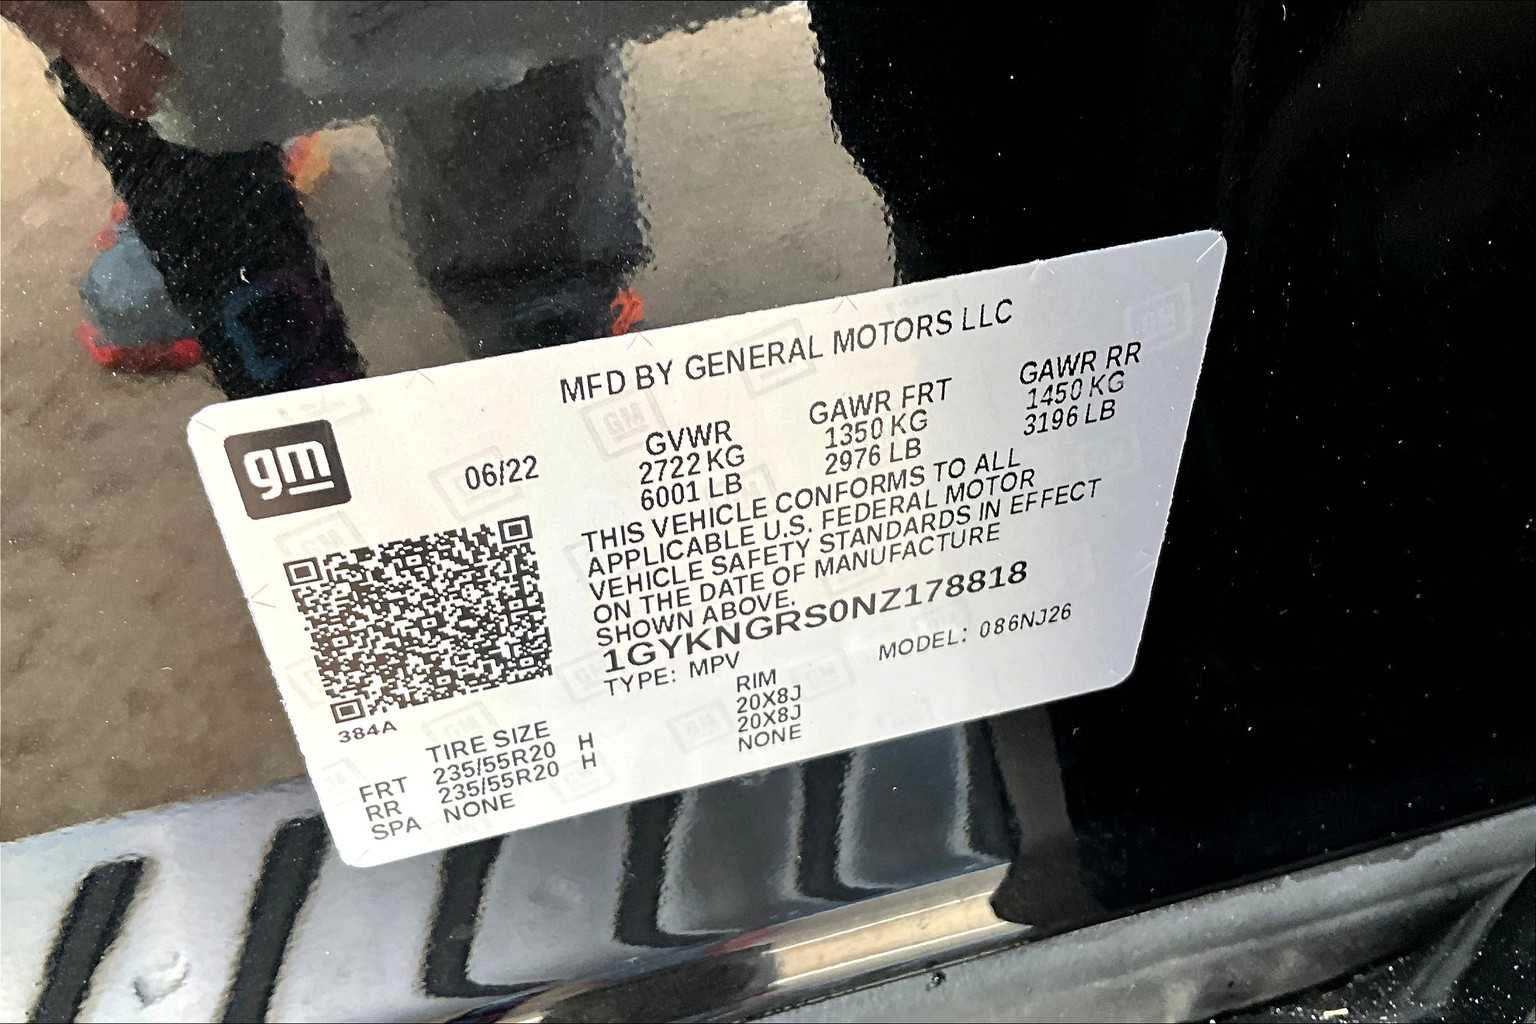 MFD BY GENERAL MOTORS LLC
gm
06/22
GVWR
2722 KG
6001 LB
GAWR FRT
1350 KG
2976 LB
GAWR RR
1450 KG
3196 LB
THIS VEHICLE CONFORMS TO ALL
APPLICABLE U.S. FEDERAL MOTOR
VEHICLE SAFETY STANDARDS IN EFFECT
ON THE DATE OF MANUFACTURE
SHOWN ABOVE.
1GYKNGRS0NZ178818
TYPE: MPV
MODEL: 086NJ26
384A
TIRE SIZE
RIM
FRT 235/55R20 H 20X8J
RR 235/55R20 H 20X8J
SPA NONE NONE